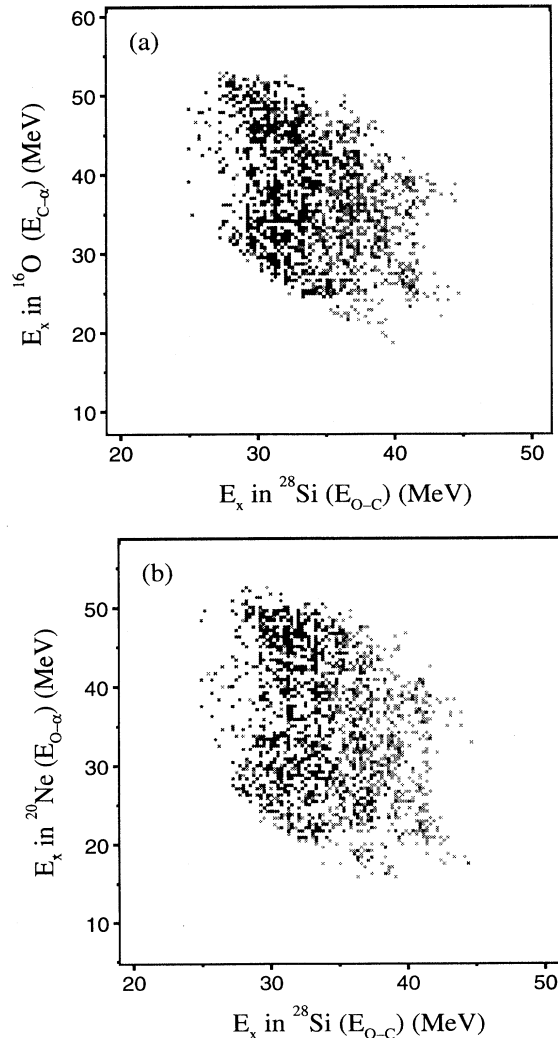 (a)
60
50
40
30
20
10
E_x in ^16O (E_C–α) (MeV)
20 30 40 50
E_x in ^28Si (E_O–C) (MeV)
(b)
50
40
30
20
10
E_x in ^20Ne (E_O–α) (MeV)
20 30 40 50
E_x in ^28Si (E_O–C) (MeV)